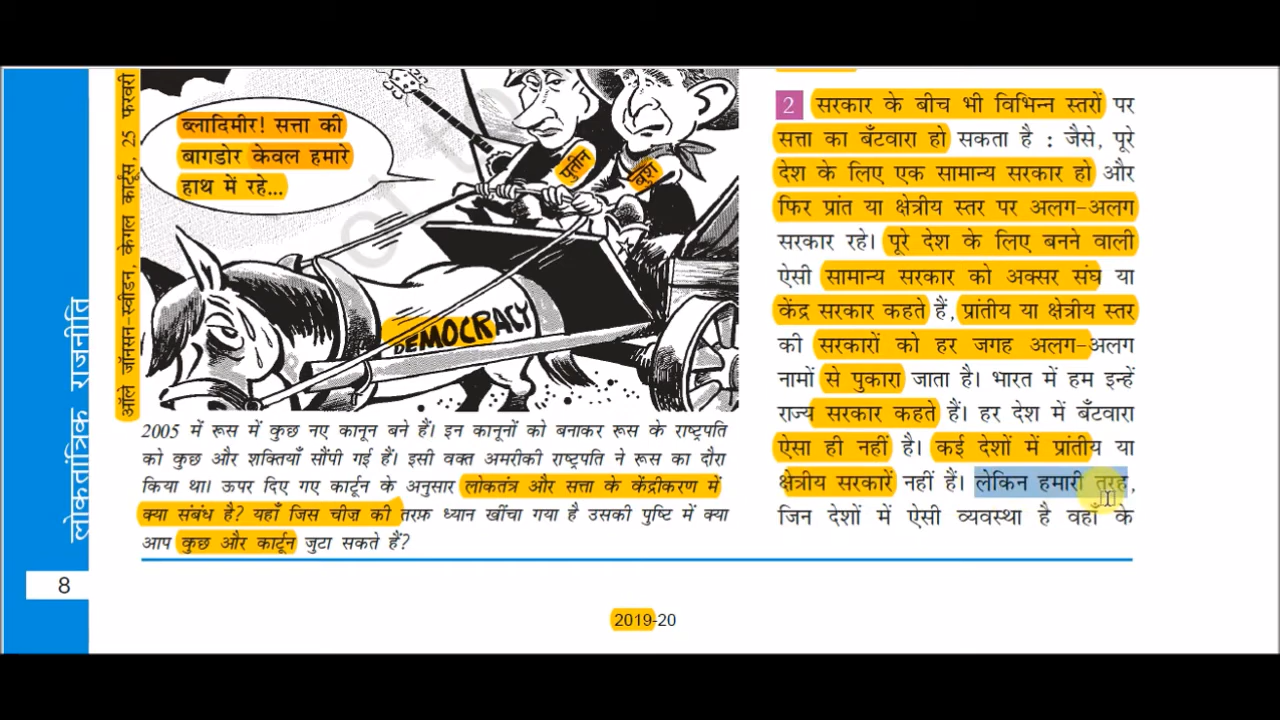 ऑले जॉनसन-स्वीडन, केगल कार्टूंस, 25 फरवरी
ब्लादिमीर! सत्ता की
बागडोर केवल हमारे
हाथ में रहे...
पुतीन
बुश
DEMOCRACY
2005 में रूस में कुछ नए कानून बने हैं। इन कानूनों को बनाकर रूस के राष्ट्रपति
को कुछ और शक्तियाँ सौंपी गई हैं। इसी वक्त अमरीकी राष्ट्रपति ने रूस का दौरा
किया था। ऊपर दिए गए कार्टून के अनुसार लोकतंत्र और सत्ता के केंद्रीकरण में
क्या संबंध है? यहाँ जिस चीज़ की तरफ़ ध्यान खींचा गया है उसकी पुष्टि में क्या
आप कुछ और कार्टून जुटा सकते हैं?
2 सरकार के बीच भी विभिन्न स्तरों पर
सत्ता का बँटवारा हो सकता है : जैसे, पूरे
देश के लिए एक सामान्य सरकार हो और
फिर प्रांत या क्षेत्रीय स्तर पर अलग-अलग
सरकार रहे। पूरे देश के लिए बनने वाली
ऐसी सामान्य सरकार को अक्सर संघ या
केंद्र सरकार कहते हैं, प्रांतीय या क्षेत्रीय स्तर
की सरकारों को हर जगह अलग-अलग
नामों से पुकारा जाता है। भारत में हम इन्हें
राज्य सरकार कहते हैं। हर देश में बँटवारा
ऐसा ही नहीं है। कई देशों में प्रांतीय या
क्षेत्रीय सरकारें नहीं हैं। लेकिन हमारी तरह,
जिन देशों में ऐसी व्यवस्था है वहाँ के
लोकतांत्रिक राजनीति
8
2019-20